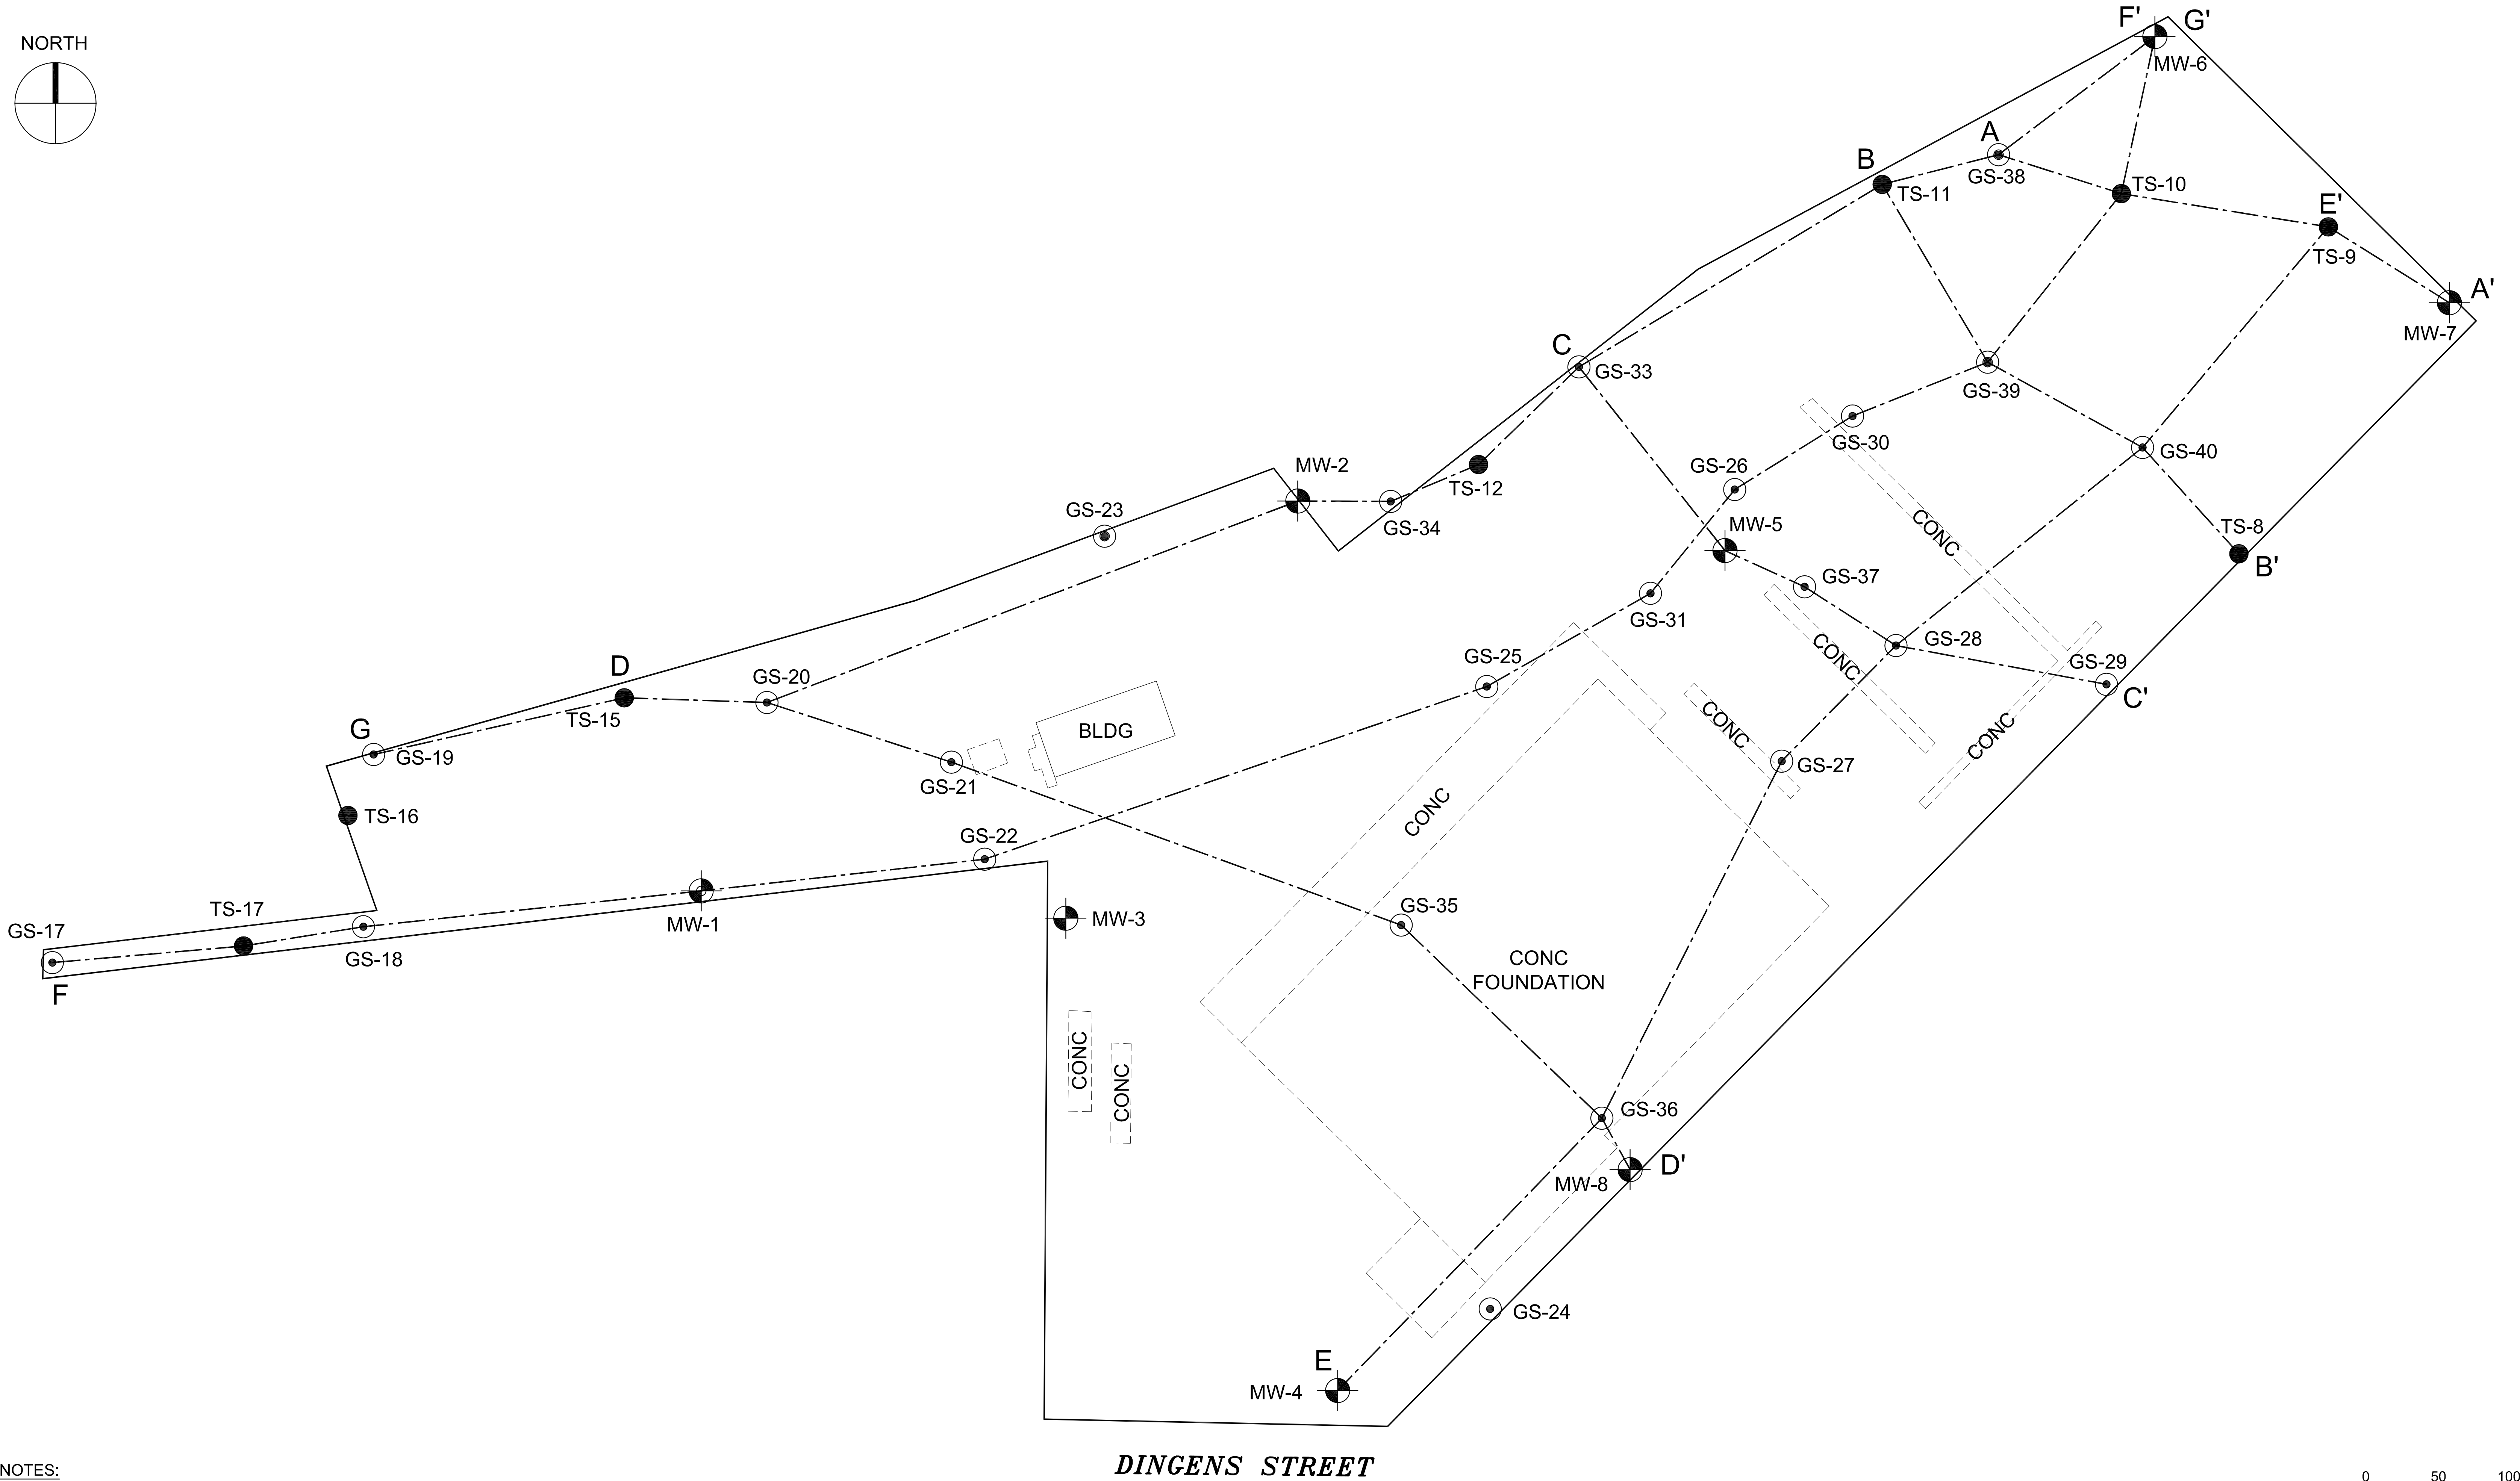 NORTH
F'
G'
MW-6
A
GS-38
B
TS-11
TS-10
E'
TS-9
A'
MW-7
C
GS-33
GS-39
GS-30
GS-40
MW-2
GS-26
TS-12
GS-23
GS-34
MW-5
CONC
TS-8
B'
GS-37
GS-31
CONC
GS-28
GS-29
C'
D
GS-20
GS-25
TS-15
CONC
CONC
BLDG
G
GS-19
GS-21
GS-27
TS-16
CONC
GS-22
TS-17
GS-35
GS-17
MW-1
MW-3
GS-18
F
CONC
FOUNDATION
CONC
CONC
GS-36
D'
MW-8
GS-24
E
MW-4
DINGENS STREET
NOTES:
0 50 100